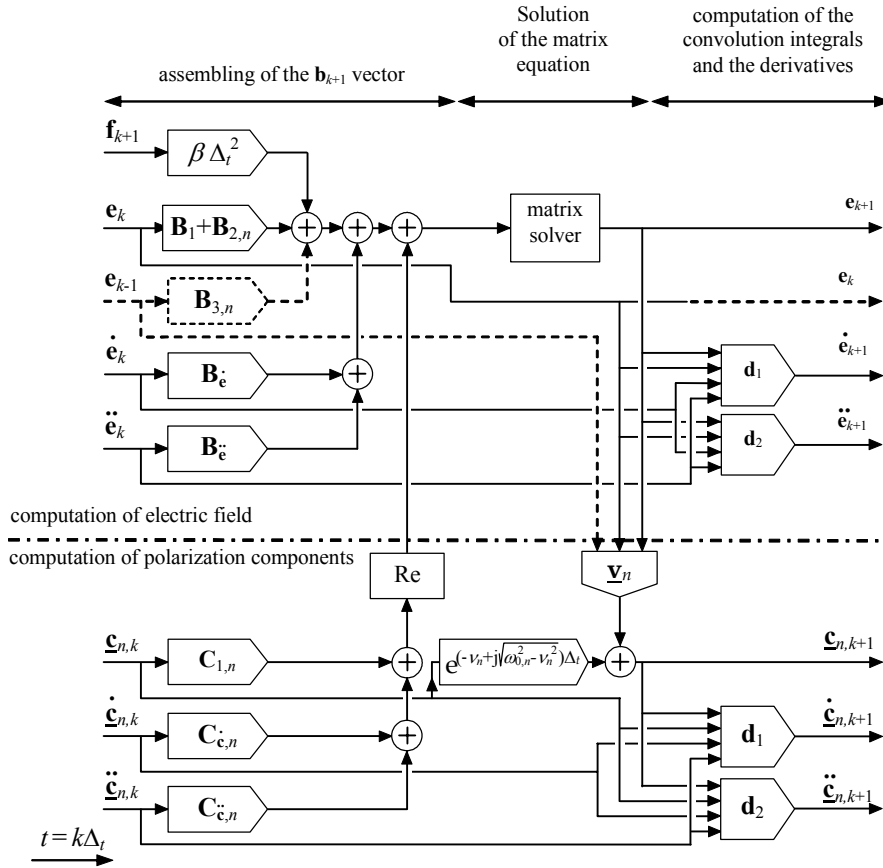 Solution
of the matrix
equation
computation of the
convolution integrals
and the derivatives
assembling of the b_{k+1} vector
f_{k+1}
β Δ_t^2
e_k
B_1+B_{2,n}
matrix
solver
e_{k+1}
e_{k-1}
B_{3,n}
e_k
ė_k
B_ė
d_1
ė_{k+1}
ë_k
B_ë
d_2
ë_{k+1}
computation of electric field
computation of polarization components
Re
v_n
c_{n,k}
C_{1,n}
e^{(-ν_n+j√(ω_{0,n}^2-ν_n^2))Δ_t}
c_{n,k+1}
ċ_{n,k}
C_{ċ,n}
d_1
ċ_{n,k+1}
c̈_{n,k}
C_{c̈,n}
d_2
c̈_{n,k+1}
t = kΔ_t